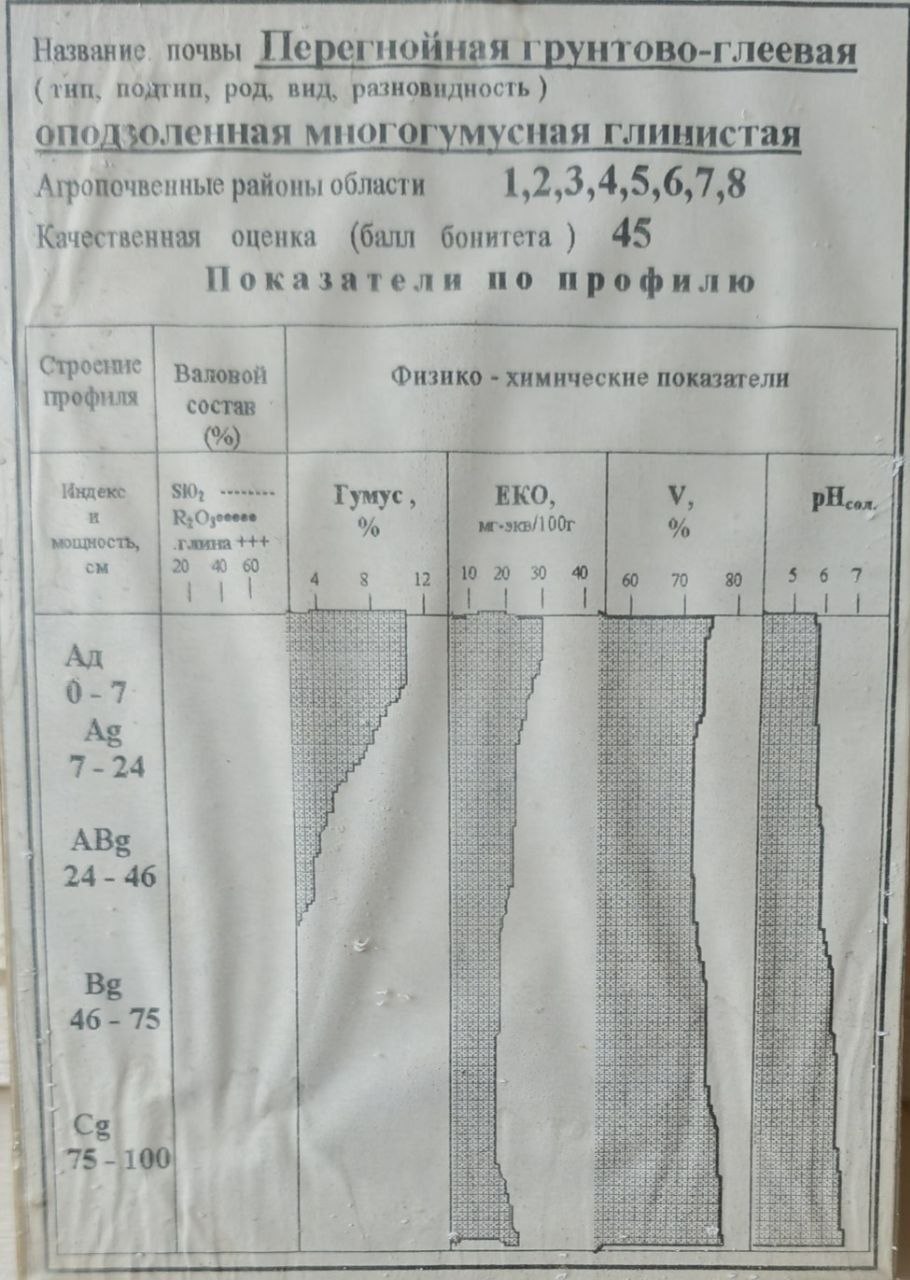 Название почвы Перегнойная грунтово-глеевая
( тип, подтип, род, вид, разновидность )
оподзоленная многогумусная глинистая
Агропочвенные районы области 1,2,3,4,5,6,7,8
Качественная оценка (балл бонитета ) 45
Показатели по профилю
Строение профиля
Валовой состав (%)
Физико - химические показатели
Индекс
и
мощность,
см
SiO₂ --------
R₂O₃•••••
.глина +++
20 40 60
Гумус ,
%
4 8 12
ЕКО,
мг-экв/100г
10 20 30 40
V,
%
60 70 80
pHсол.
5 6 7
Ад
0 - 7
Аg
7 - 24
АВg
24 - 46
Вg
46 - 75
Сg
75 - 100